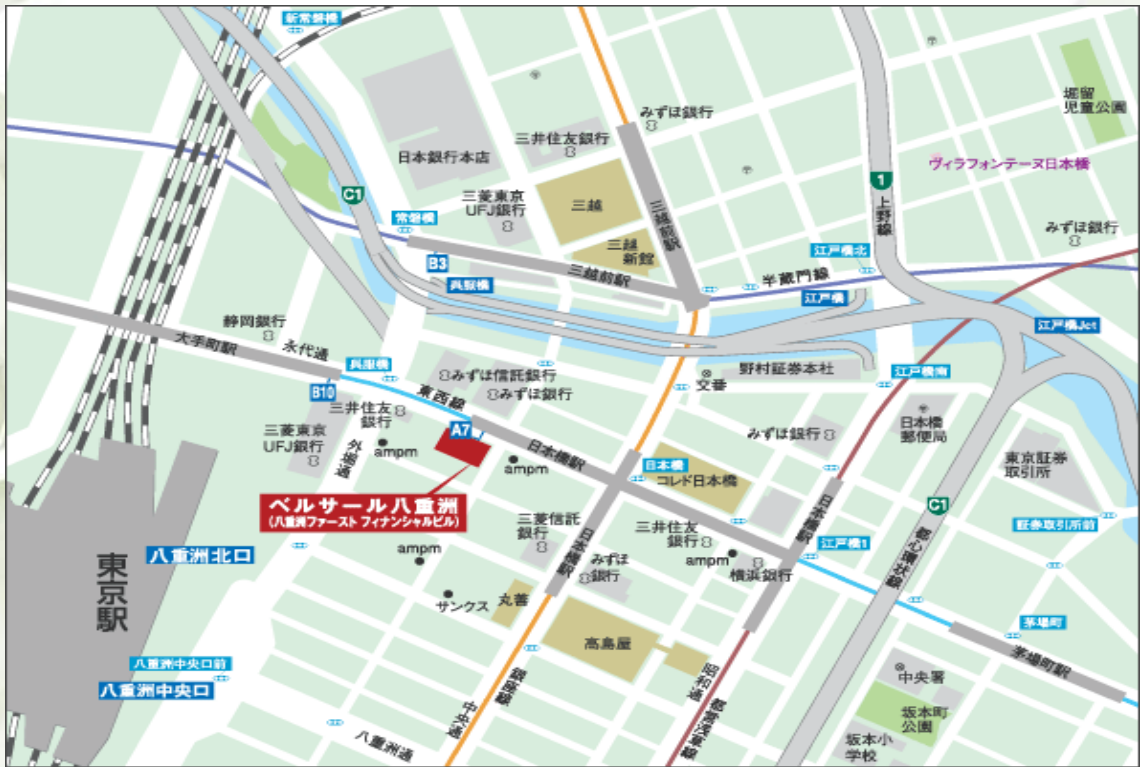 新常盤橋
みずほ銀行
三井住友銀行
日本銀行本店
堀留
児童公園
ヴィラフォンテーヌ日本橋
C1
1
上野線
三菱東京
UFJ銀行
三越
三越前駅
常盤橋
みずほ銀行
三越
新館
江戸橋北
B3
三越前駅
半蔵門線
呉服橋
江戸橋
静岡銀行
江戸橋Jct
大手町駅
永代通
呉服橋
野村証券本社
交番
江戸橋南
みずほ信託銀行
B10
東西線
みずほ銀行
三井住友
銀行
日本橋
郵便局
三菱東京
UFJ銀行
外堀通
A7
みずほ銀行
ampm
日本橋駅
ampm
日本橋
コレド日本橋
東京証券
取引所
ベルサール八重洲
(八重洲ファースト フィナンシャルビル)
C1
三菱信託
銀行
日本橋駅
三井住友
銀行
日本橋駅
証券取引所前
都心環状線
東京駅
八重洲北口
ampm
みずほ
銀行
ampm
横浜銀行
江戸橋1
サンクス
丸善
茅場町
高島屋
茅場町駅
八重洲中央口前
八重洲中央口
中央署
銀座線
昭和通
中央通
都営浅草線
坂本町
公園
八重洲通
坂本小
学校